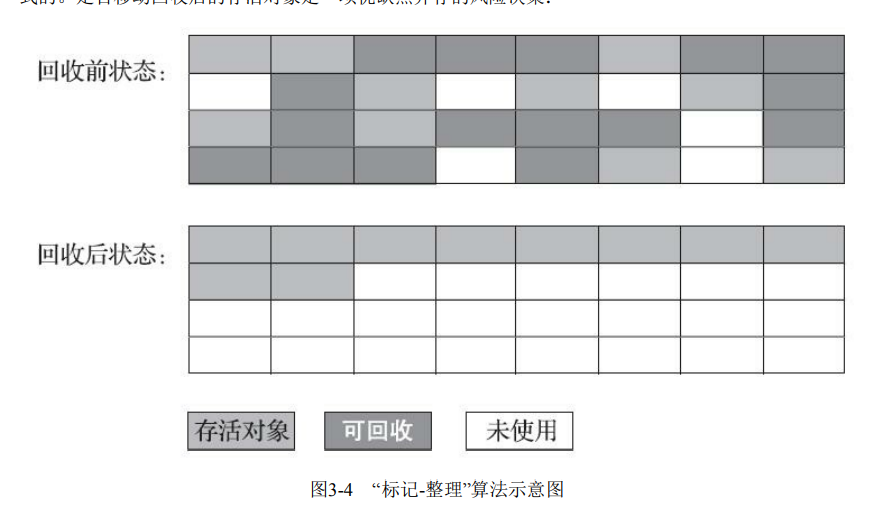 回收前状态：
回收后状态：
存活对象
可回收
未使用
图3-4 “标记-整理”算法示意图